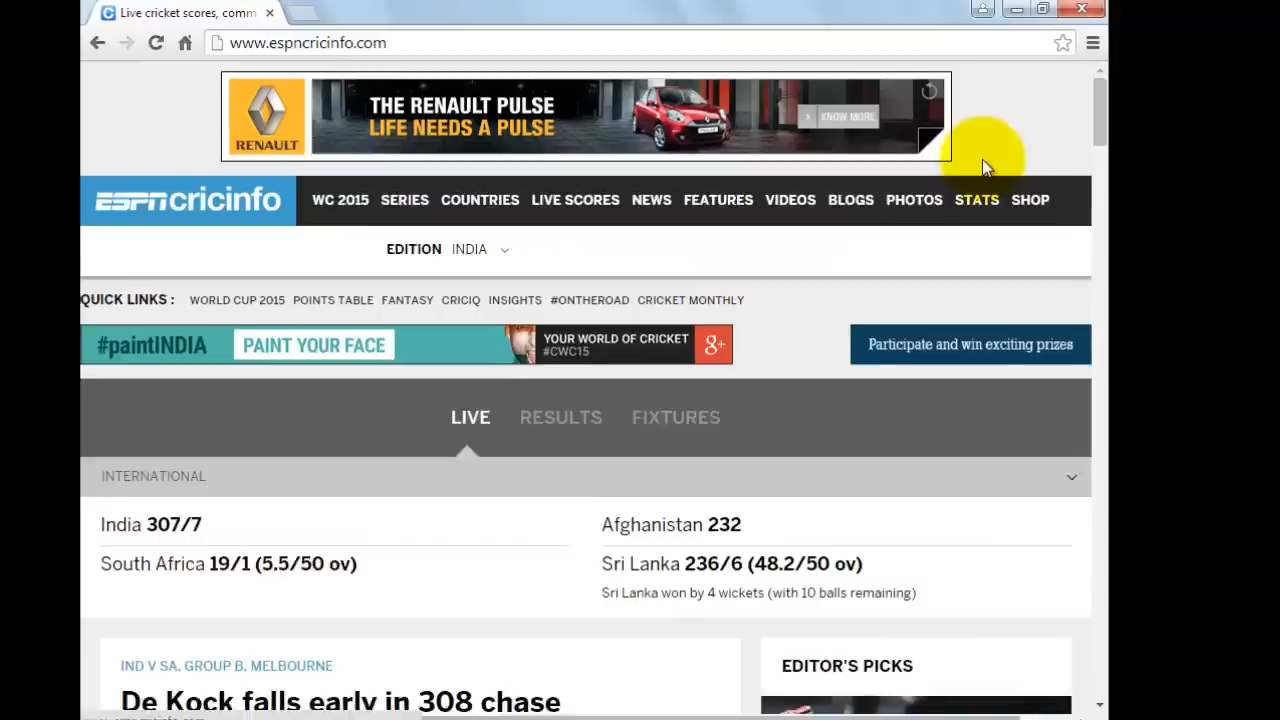 Live cricket scores, comm
www.espncricinfo.com
THE RENAULT PULSE
LIFE NEEDS A PULSE
KNOW MORE
RENAULT
ESPNcricinfo WC 2015 SERIES COUNTRIES LIVE SCORES NEWS FEATURES VIDEOS BLOGS PHOTOS STATS SHOP
EDITION INDIA
QUICK LINKS : WORLD CUP 2015 POINTS TABLE FANTASY CRICIQ INSIGHTS #ONTHEROAD CRICKET MONTHLY
#paintINDIA PAINT YOUR FACE
YOUR WORLD OF CRICKET
#CWC15
g+
Participate and win exciting prizes
LIVE RESULTS FIXTURES
INTERNATIONAL
India 307/7
South Africa 19/1 (5.5/50 ov)
Afghanistan 232
Sri Lanka 236/6 (48.2/50 ov)
Sri Lanka won by 4 wickets (with 10 balls remaining)
IND V SA, GROUP B, MELBOURNE
De Kock falls early in 308 chase
EDITOR'S PICKS